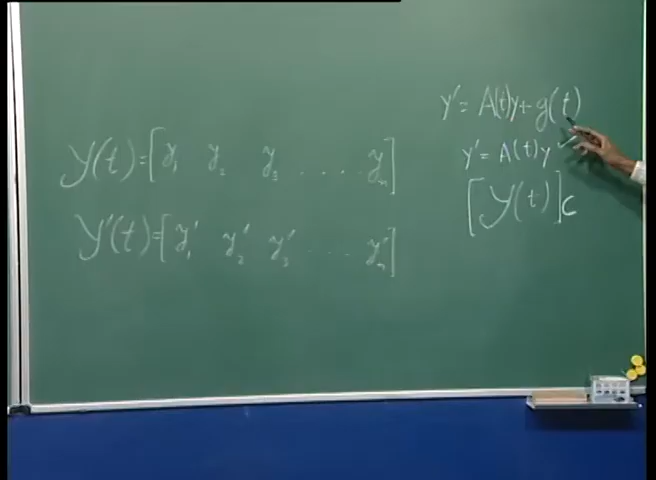 Y(t)=[y₁ y₂ y₃ .... yₙ]
Y'(t)=[y₁' y₂' y₃' .... yₙ']
y'= A(t)y+g(t)
y'= A(t)y ✓
[Y(t)]c